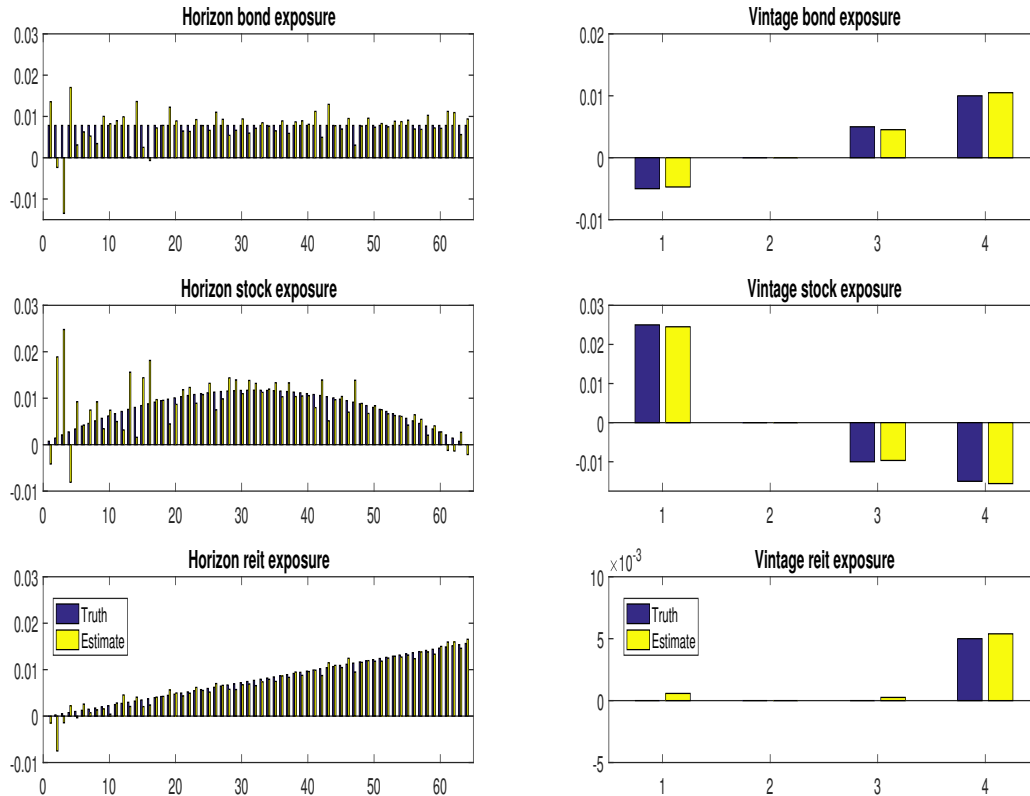 Horizon bond exposure
0.03
0.02
0.01
0
-0.01
0 10 20 30 40 50 60
Vintage bond exposure
0.02
0.01
0
-0.01
1 2 3 4
Horizon stock exposure
0.03
0.02
0.01
0
-0.01
0 10 20 30 40 50 60
Vintage stock exposure
0.03
0.02
0.01
0
-0.01
1 2 3 4
Horizon reit exposure
0.03
0.02
0.01
0
-0.01
Truth
Estimate
0 10 20 30 40 50 60
Vintage reit exposure
×10⁻³
10
5
0
-5
Truth
Estimate
1 2 3 4